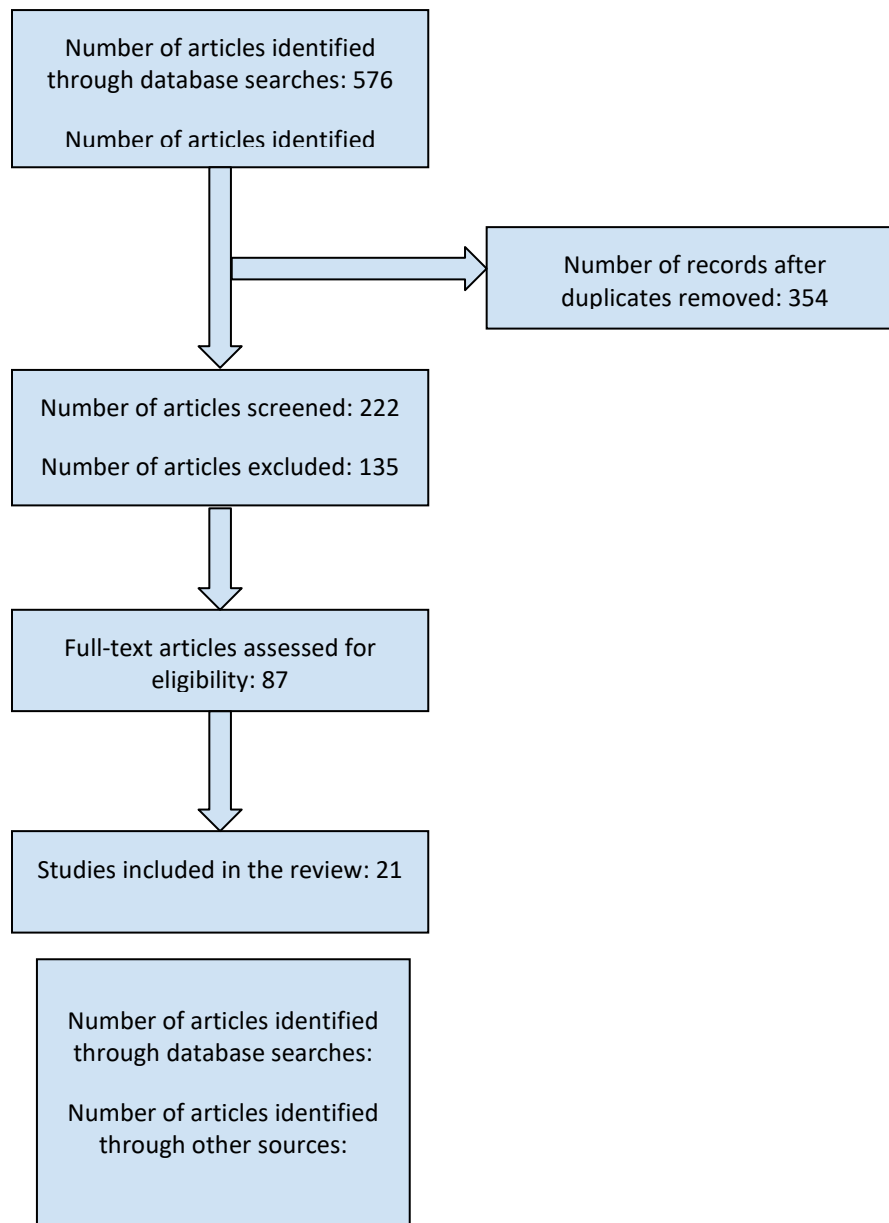 Number of articles identified
through database searches: 576
Number of articles identified
Number of records after
duplicates removed: 354
Number of articles screened: 222
Number of articles excluded: 135
Full-text articles assessed for
eligibility: 87
Studies included in the review: 21
Number of articles identified
through database searches:
Number of articles identified
through other sources: